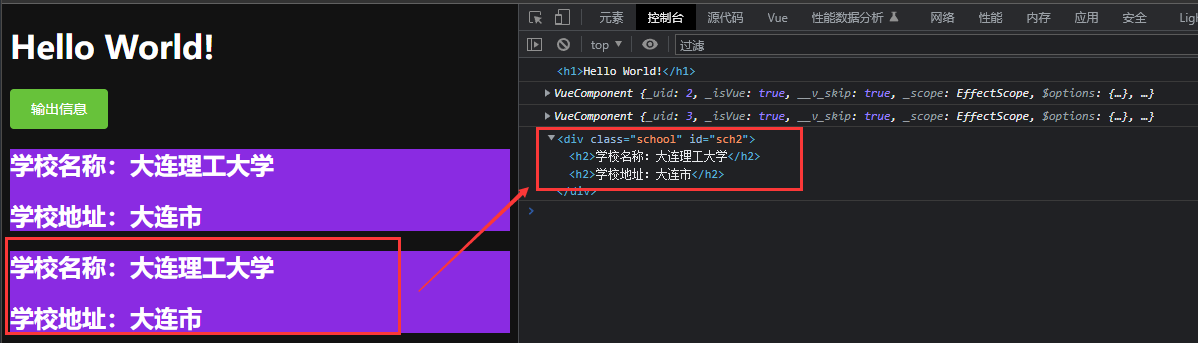 Hello World!
输出信息
学校名称：大连理工大学
学校地址：大连市
学校名称：大连理工大学
学校地址：大连市
元素 控制台 源代码 Vue 性能数据分析 网络 性能 内存 应用 安全 Ligh
top ▼ 过滤
<h1>Hello World!</h1>
▶ VueComponent {_uid: 2, _isVue: true, __v_skip: true, _scope: EffectScope, $options: {…}, …}
▶ VueComponent {_uid: 3, _isVue: true, __v_skip: true, _scope: EffectScope, $options: {…}, …}
▼ <div class="school" id="sch2">
<h2>学校名称：大连理工大学</h2>
<h2>学校地址：大连市</h2>
</div>
>